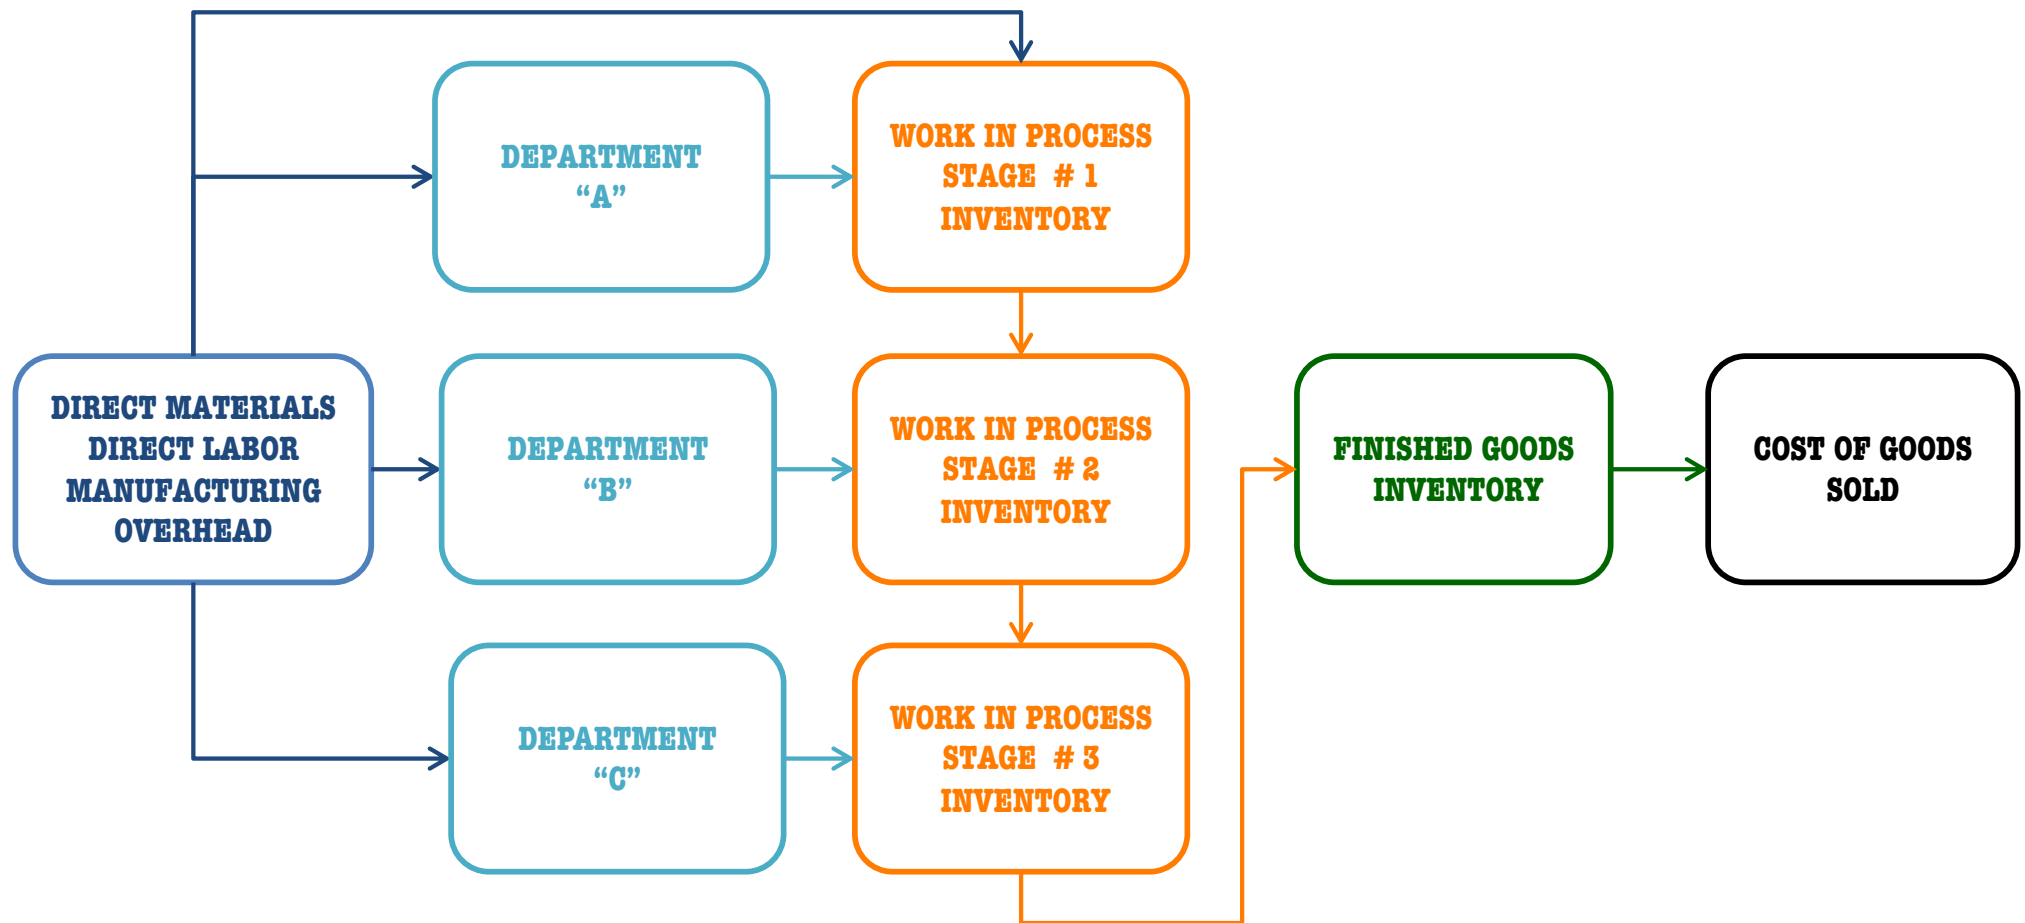 DEPARTMENT
“A”
WORK IN PROCESS
STAGE # 1
INVENTORY
DIRECT MATERIALS
DIRECT LABOR
MANUFACTURING
OVERHEAD
DEPARTMENT
“B”
WORK IN PROCESS
STAGE # 2
INVENTORY
FINISHED GOODS
INVENTORY
COST OF GOODS
SOLD
DEPARTMENT
“C”
WORK IN PROCESS
STAGE # 3
INVENTORY